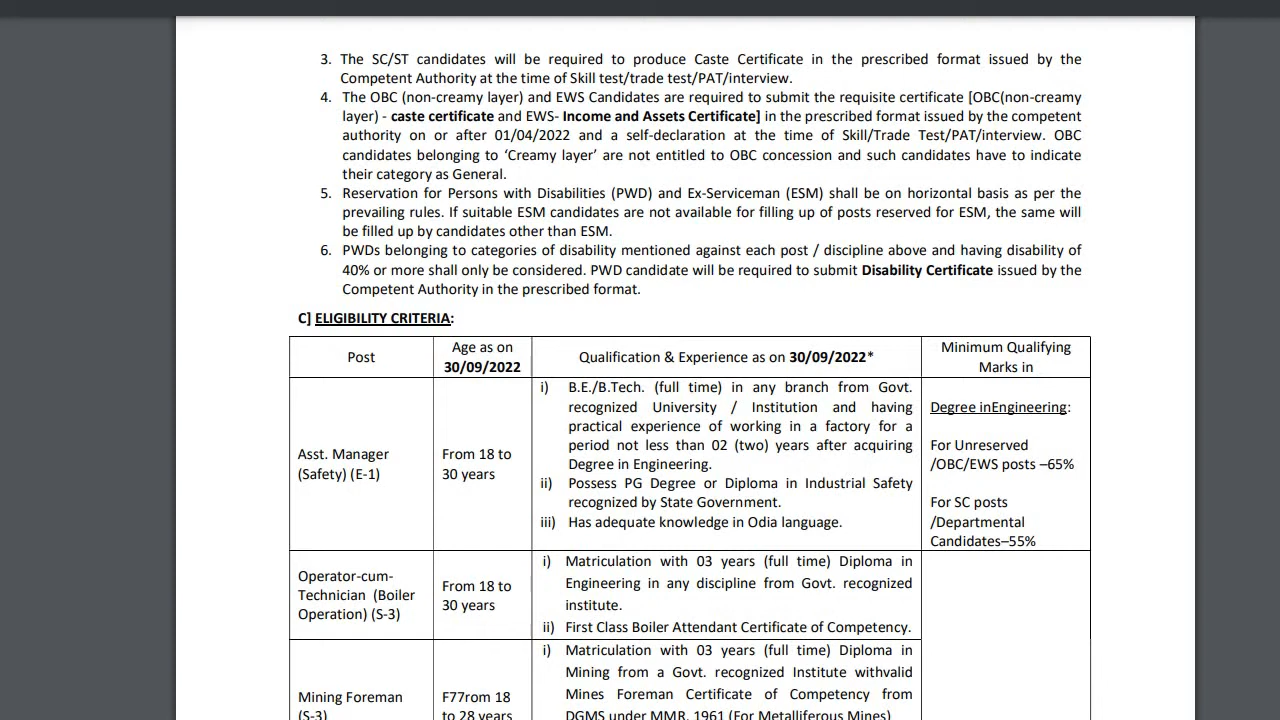 3. The SC/ST candidates will be required to produce Caste Certificate in the prescribed format issued by the
Competent Authority at the time of Skill test/trade test/PAT/interview.
4. The OBC (non-creamy layer) and EWS Candidates are required to submit the requisite certificate [OBC(non-creamy
layer) - caste certificate and EWS- Income and Assets Certificate] in the prescribed format issued by the competent
authority on or after 01/04/2022 and a self-declaration at the time of Skill/Trade Test/PAT/interview. OBC
candidates belonging to ‘Creamy layer’ are not entitled to OBC concession and such candidates have to indicate
their category as General.
5. Reservation for Persons with Disabilities (PWD) and Ex-Serviceman (ESM) shall be on horizontal basis as per the
prevailing rules. If suitable ESM candidates are not available for filling up of posts reserved for ESM, the same will
be filled up by candidates other than ESM.
6. PWDs belonging to categories of disability mentioned against each post / discipline above and having disability of
40% or more shall only be considered. PWD candidate will be required to submit Disability Certificate issued by the
Competent Authority in the prescribed format.
C] ELIGIBILITY CRITERIA:
Post
Age as on
30/09/2022
Qualification & Experience as on 30/09/2022*
Minimum Qualifying
Marks in
Asst. Manager
(Safety) (E-1)
From 18 to
30 years
i) B.E./B.Tech. (full time) in any branch from Govt.
recognized University / Institution and having
practical experience of working in a factory for a
period not less than 02 (two) years after acquiring
Degree in Engineering.
ii) Possess PG Degree or Diploma in Industrial Safety
recognized by State Government.
iii) Has adequate knowledge in Odia language.
Degree inEngineering:
For Unreserved
/OBC/EWS posts –65%
For SC posts
/Departmental
Candidates–55%
Operator-cum-
Technician (Boiler
Operation) (S-3)
From 18 to
30 years
i) Matriculation with 03 years (full time) Diploma in
Engineering in any discipline from Govt. recognized
institute.
ii) First Class Boiler Attendant Certificate of Competency.
Mining Foreman
(S-3)
F77rom 18
to 28 years
i) Matriculation with 03 years (full time) Diploma in
Mining from a Govt. recognized Institute withvalid
Mines Foreman Certificate of Competency from
DGMS under MMR, 1961 (For Metalliferous Mines)